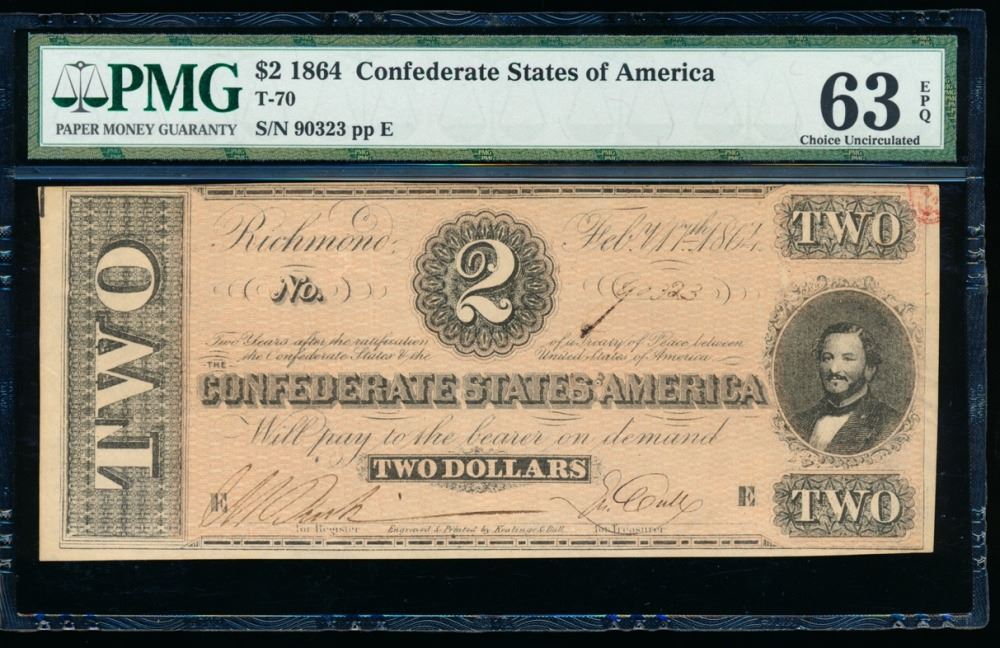 PMG
PAPER MONEY GUARANTY
$2 1864 Confederate States of America
T-70
S/N 90323 pp E
63
EPQ
Choice Uncirculated
TWO
Richmond,
2
Feb.y 17th 1864
TWO
No.
90323
Two Years after the ratification of a treaty of Peace between
the Confederate States & the United States of America
THE
CONFEDERATE STATES AMERICA
Will pay to the bearer on demand
TWO DOLLARS
E
E
TWO
for Register
Engraved & Printed by Keatinge & Ball
for Treasurer